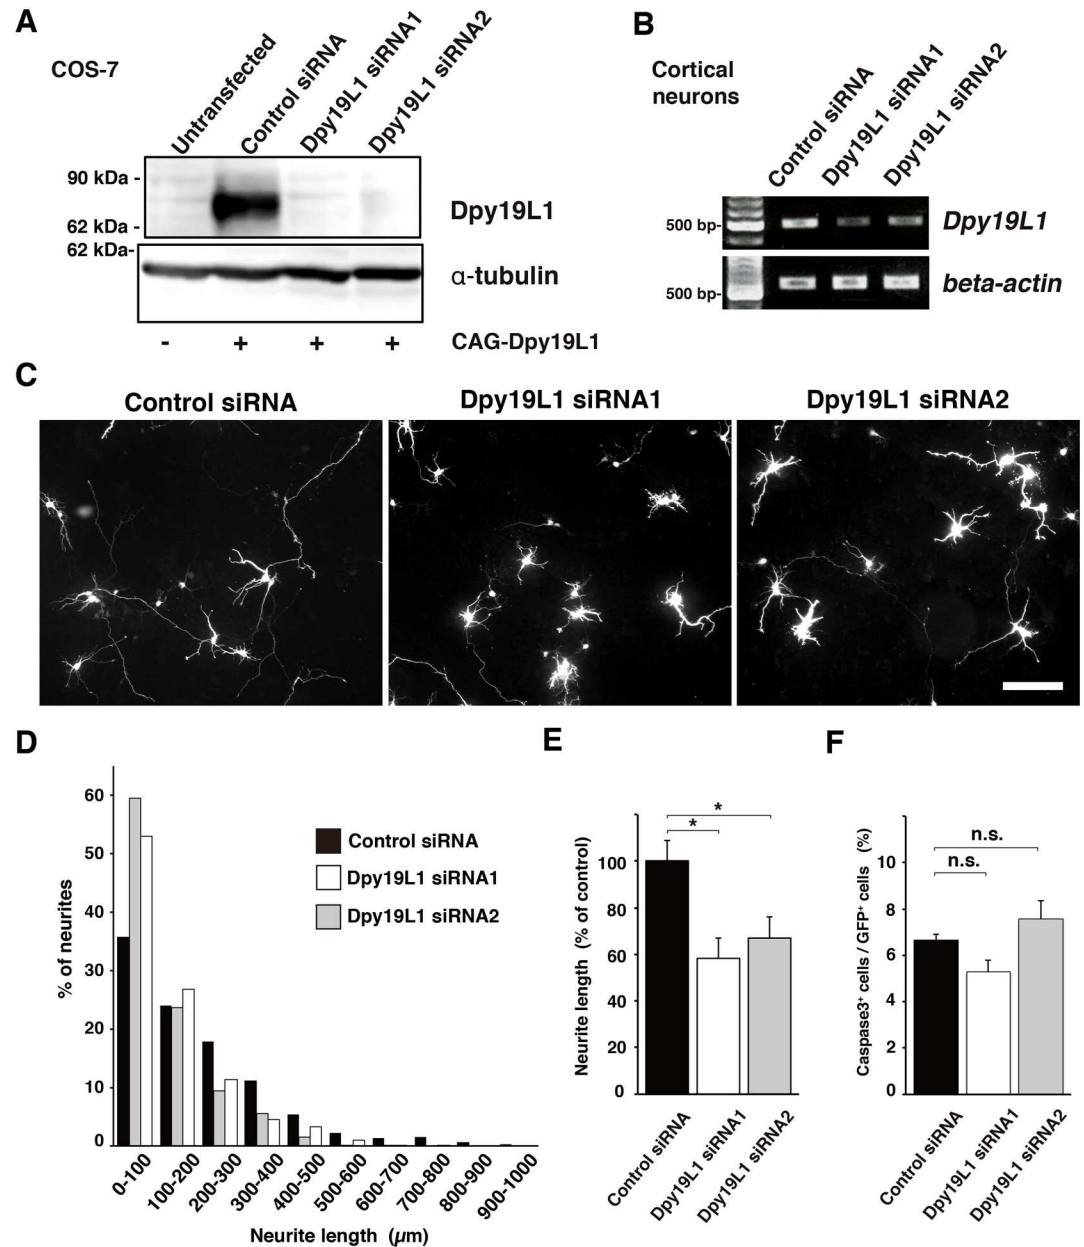 A
COS-7
Untransfected
Control siRNA
Dpy19L1 siRNA1
Dpy19L1 siRNA2
90 kDa -
62 kDa -
Dpy19L1
62 kDa-
α-tubulin
- + + + CAG-Dpy19L1
B
Cortical
neurons
Control siRNA
Dpy19L1 siRNA1
Dpy19L1 siRNA2
500 bp-
Dpy19L1
500 bp-
beta-actin
C
Control siRNA
Dpy19L1 siRNA1
Dpy19L1 siRNA2
D
% of neurites
60
50
40
30
20
10
0
Control siRNA
Dpy19L1 siRNA1
Dpy19L1 siRNA2
0-100
100-200
200-300
300-400
400-500
500-600
600-700
700-800
800-900
900-1000
Neurite length (μm)
E
Neurite length (% of control)
100
80
60
40
20
0
*
*
Control siRNA
Dpy19L1 siRNA1
Dpy19L1 siRNA2
F
Caspase3⁺ cells / GFP⁺ cells (%)
10
8
6
4
2
0
n.s.
n.s.
Control siRNA
Dpy19L1 siRNA1
Dpy19L1 siRNA2